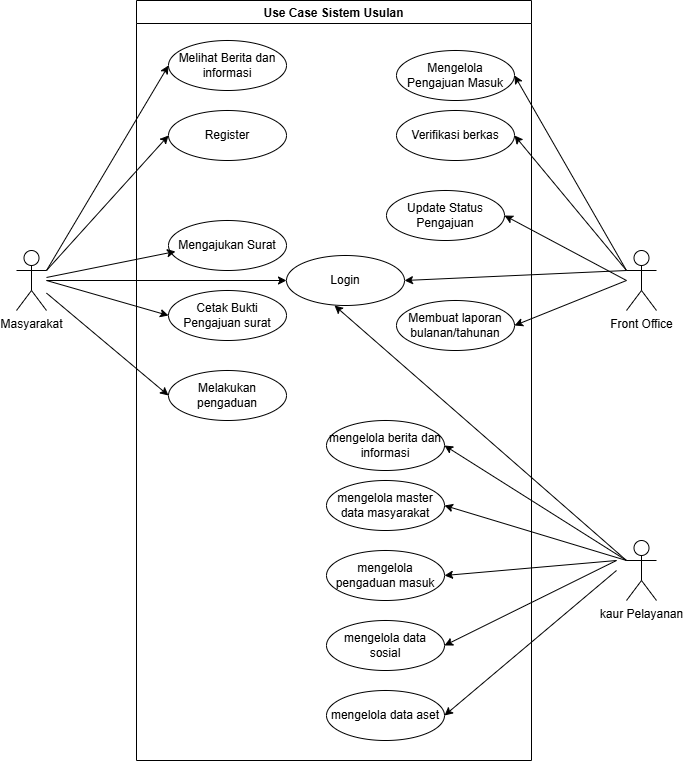 Use Case Sistem Usulan
Melihat Berita dan
informasi
Mengelola
Pengajuan Masuk
Register
Verifikasi berkas
Update Status
Pengajuan
Mengajukan Surat
Login
Masyarakat
Cetak Bukti
Pengajuan surat
Membuat laporan
bulanan/tahunan
Front Office
Melakukan
pengaduan
mengelola berita dan
informasi
mengelola master
data masyarakat
mengelola
pengaduan masuk
kaur Pelayanan
mengelola data
sosial
mengelola data aset